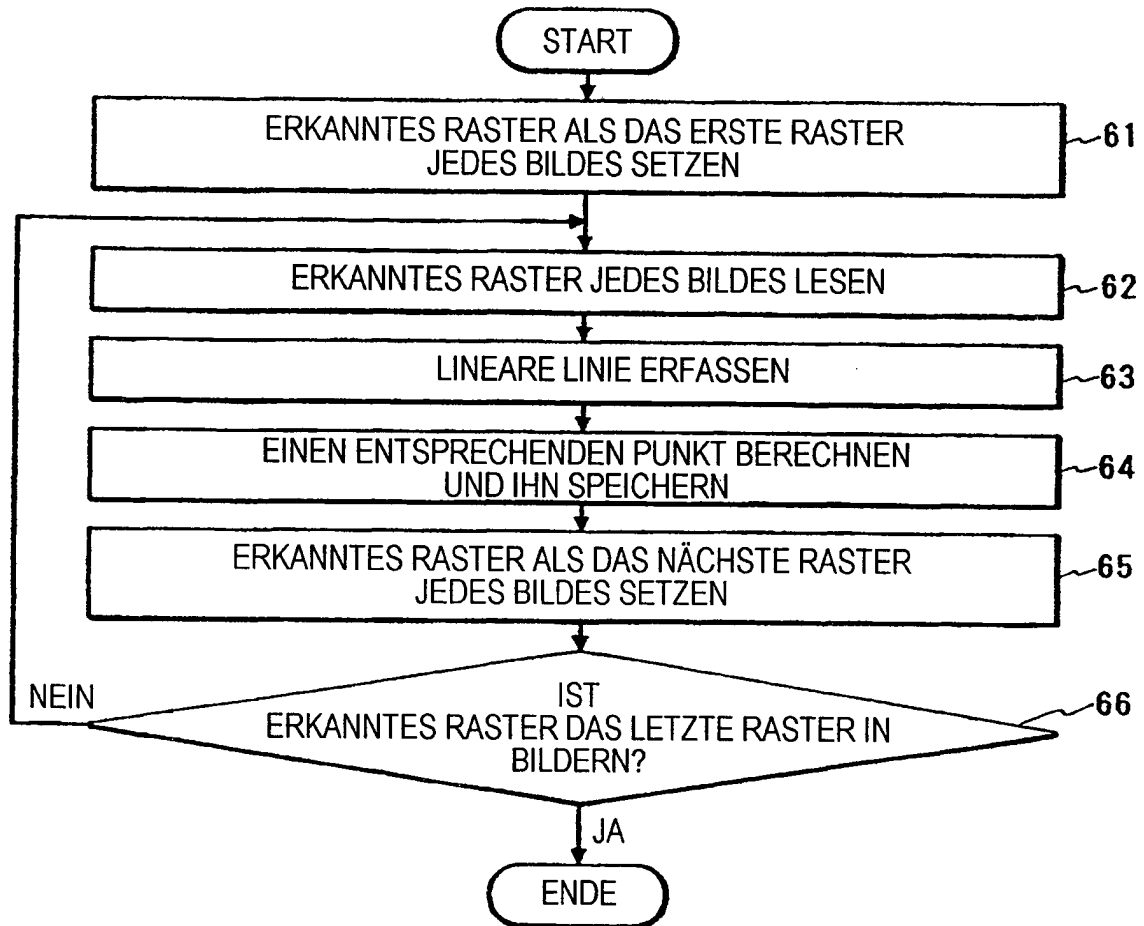 START
ERKANNTES RASTER ALS DAS ERSTE RASTER
JEDES BILDES SETZEN
61
ERKANNTES RASTER JEDES BILDES LESEN
62
LINEARE LINIE ERFASSEN
63
EINEN ENTSPRECHENDEN PUNKT BERECHNEN
UND IHN SPEICHERN
64
ERKANNTES RASTER ALS DAS NÄCHSTE RASTER
JEDES BILDES SETZEN
65
NEIN
IST
ERKANNTES RASTER DAS LETZTE RASTER IN
BILDERN?
66
JA
ENDE